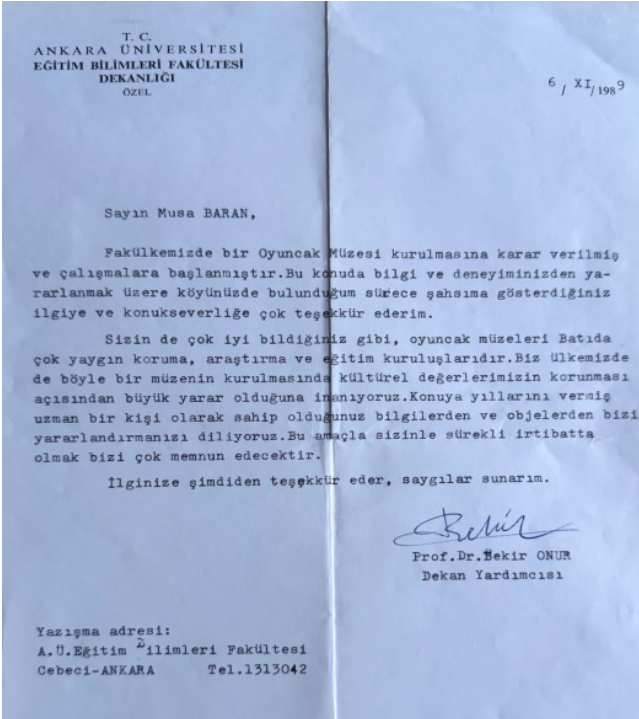 T. C.
ANKARA ÜNİVERSİTESİ
EĞİTİM BİLİMLERİ FAKÜLTESİ
DEKANLIĞI
ÖZEL
6 / XI/1989
Sayın Musa BARAN,
Fakülkemizde bir Oyuncak Müzesi kurulmasına karar verilmiş
ve çalışmalara başlanmıştır.Bu konuda bilgi ve deneyiminizden ya-
rarlanmak üzere köyünüzde bulunduğum sürece şahsıma gösterdiğiniz
ilgiye ve konukseverliğe çok teşekkür ederim.
Sizin de çok iyi bildiğiniz gibi, oyuncak müzeleri Batıda
çok yaygın koruma, araştırma ve eğitim kuruluşlarıdır.Biz ülkemizde
de böyle bir müzenin kurulmasında kültürel değerlerimizin korunması
açısından büyük yarar olduğuna inanıyoruz.Konuya yıllarını vermiş
uzman bir kişi olarak sahip olduğunuz bilgilerden ve objelerden bizi
yararlandırmanızı diliyoruz.Bu amaçla sizinle sürekli irtibatta
olmak bizi çok memnun edecektir.
İlginize şimdiden teşekkür eder, saygılar sunarım.
Prof.Dr.Bekir ONUR
Dekan Yardımcısı
Yazışma adresi:
A.Ü.Eğitim Bilimleri Fakültesi
Cebeci-ANKARA Tel.1313042